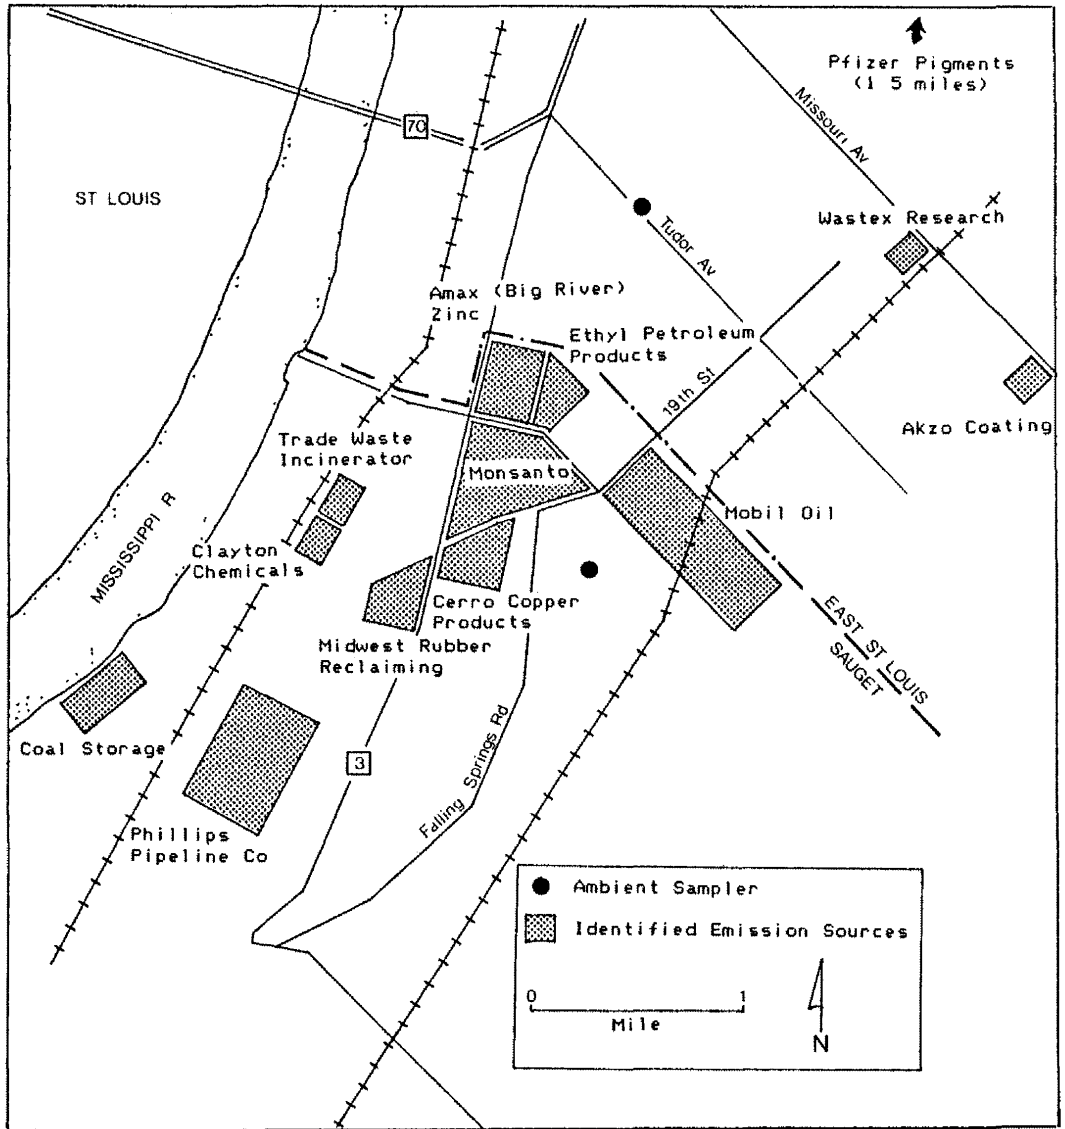 Pfizer Pigments
(1 5 miles)
Missouri Av
70
ST LOUIS
Wastex Research
Tudor Av
Amax (Big River)
Zinc
Ethyl Petroleum
Products
19th St
Akzo Coating
Trade Waste
Incinerator
Monsanto
Mobil Oil
MISSISSIPPI R
Clayton
Chemicals
Cerro Copper
Products
Midwest Rubber
Reclaiming
EAST ST LOUIS
SAUGET
Coal Storage
3
Falling Springs Rd
Phillips
Pipeline Co
Ambient Sampler
Identified Emission Sources
0 1
Mile
N